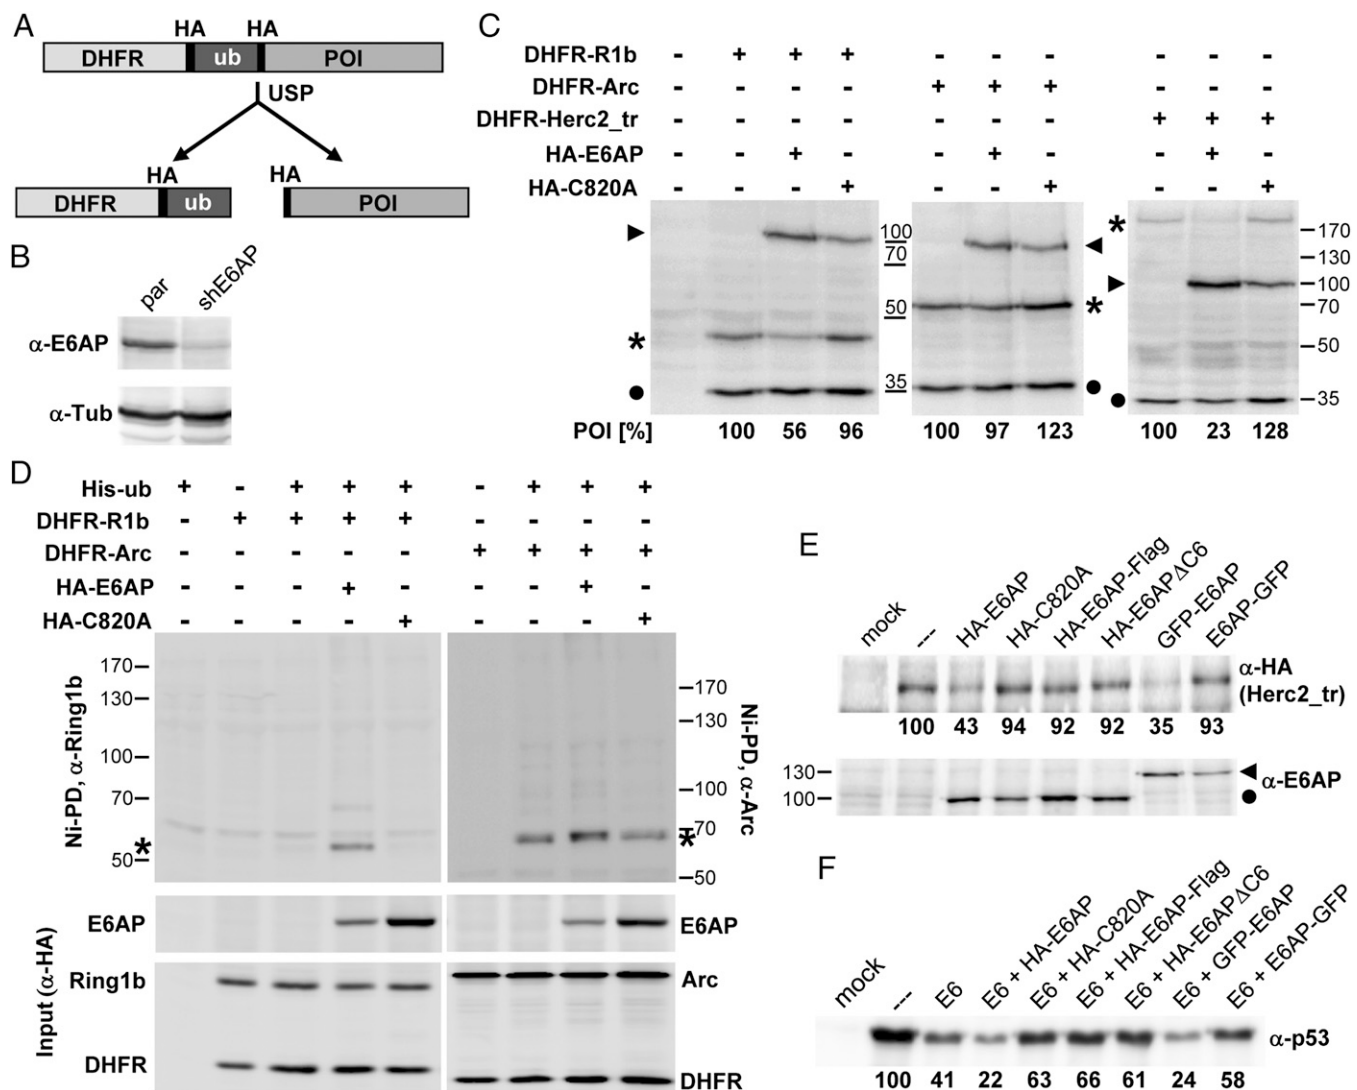 A
HA HA
DHFR ub POI
USP
HA HA
DHFR ub POI
B
par shE6AP
α-E6AP
α-Tub
C
DHFR-R1b - + + + - - - - - -
DHFR-Arc - - - - + + + - - -
DHFR-Herc2_tr - - - - - - - + + +
HA-E6AP - - + - - + - - + -
HA-C820A - - - + - - + - - +
100
70
50
35
170
130
100
70
50
35
* * *
POI [%] 100 56 96 100 97 123 100 23 128
D
His-ub + - + + + - + + +
DHFR-R1b - + + + + - - - -
DHFR-Arc - - - - - + + + +
HA-E6AP - - - + - - - + -
HA-C820A - - - - + - - - +
Ni-PD, α-Ring1b
170
130
100
70
50
*
170
130
100
70
50
*
Ni-PD, α-Arc
Input (α-HA)
E6AP E6AP
Ring1b Arc
DHFR DHFR
E
mock --- HA-E6AP HA-C820A HA-E6AP-Flag HA-E6APΔC6 GFP-E6AP E6AP-GFP
α-HA
(Herc2_tr)
100 43 94 92 92 35 93
130
100
α-E6AP
F
mock --- E6 E6 + HA-E6AP E6 + HA-C820A E6 + HA-E6AP-Flag E6 + HA-E6APΔC6 E6 + GFP-E6AP E6 + E6AP-GFP
α-p53
100 41 22 63 66 61 24 58